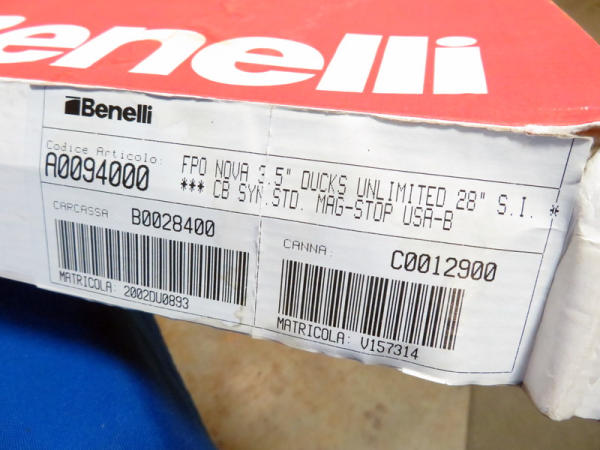 Benelli
Benelli
Codice Articolo:
A0094000
FPO NOVA 3.5" DUCKS UNLIMITED 28" S.I. *
*** CB SYN.STD. MAG-STOP USA-B
CARCASSA B0028400
MATRICOLA: 2002DU0893
CANNA: C0012900
MATRICOLA: V157314